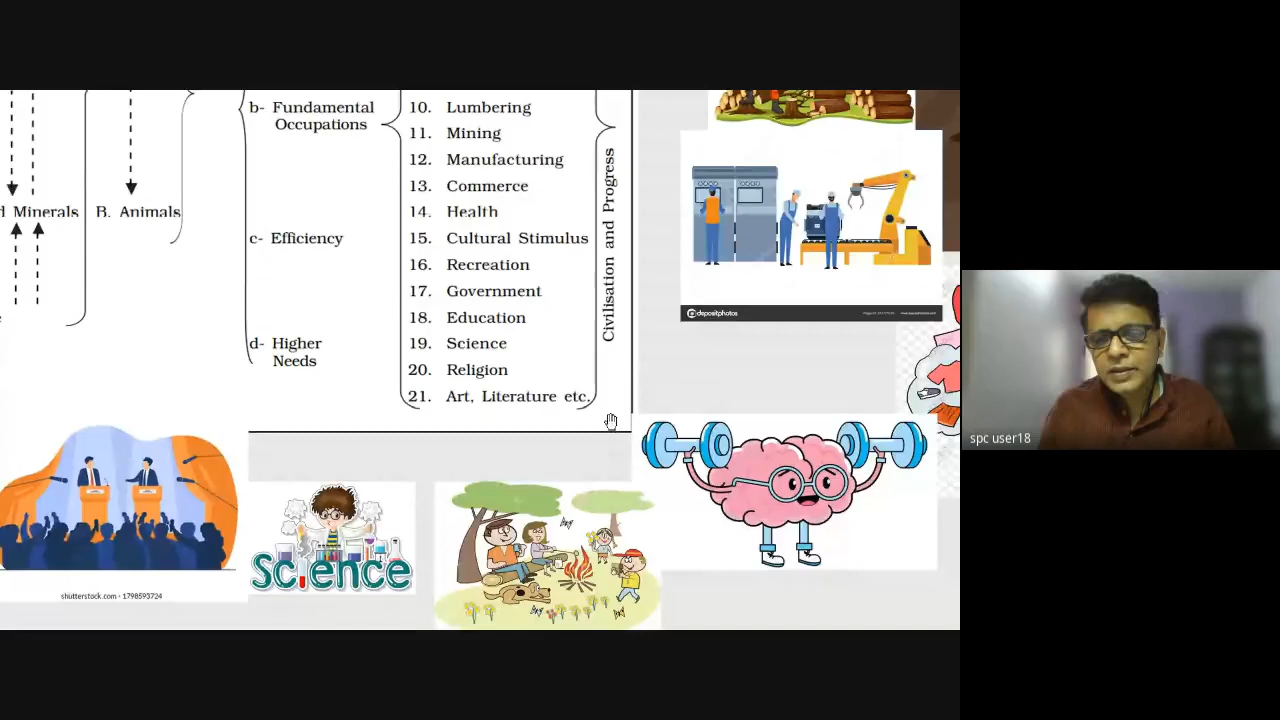 b- Fundamental
Occupations
c- Efficiency
d- Higher
Needs
10. Lumbering
11. Mining
12. Manufacturing
13. Commerce
14. Health
15. Cultural Stimulus
16. Recreation
17. Government
18. Education
19. Science
20. Religion
21. Art, Literature etc.
Civilisation and Progress
d Minerals
B. Animals
depositphotos
shutterstock.com · 1798593724
Science
spc user18